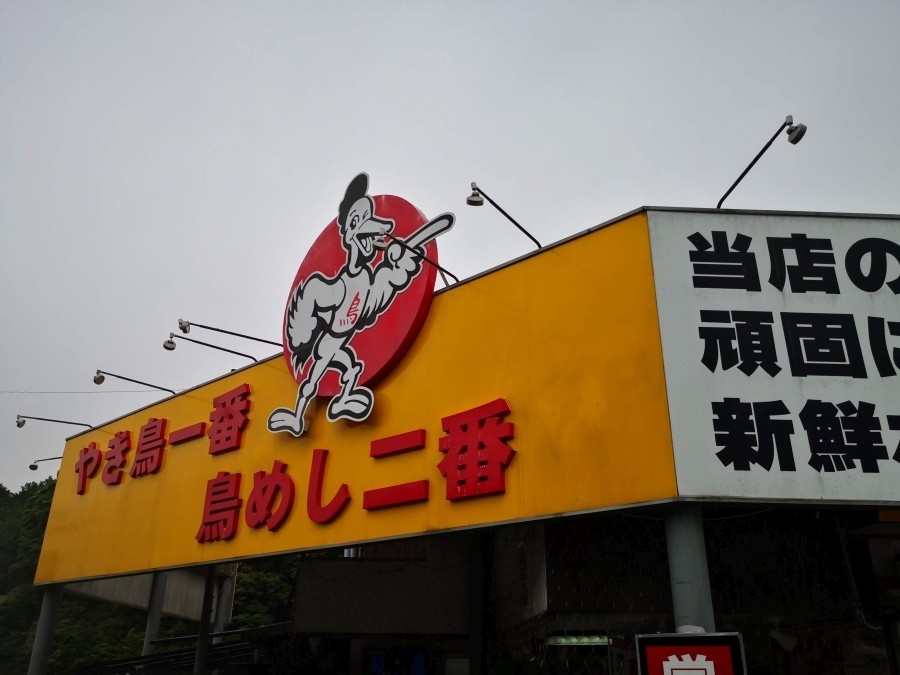 鳥
やき鳥一番
鳥めし二番
当店の
頑固に
新鮮